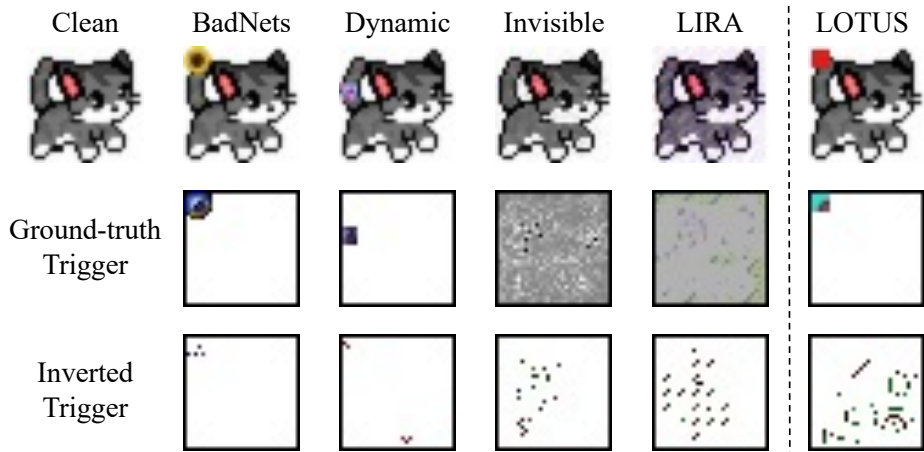 Clean BadNets Dynamic Invisible LIRA LOTUS
Ground-truth
Trigger
Inverted
Trigger